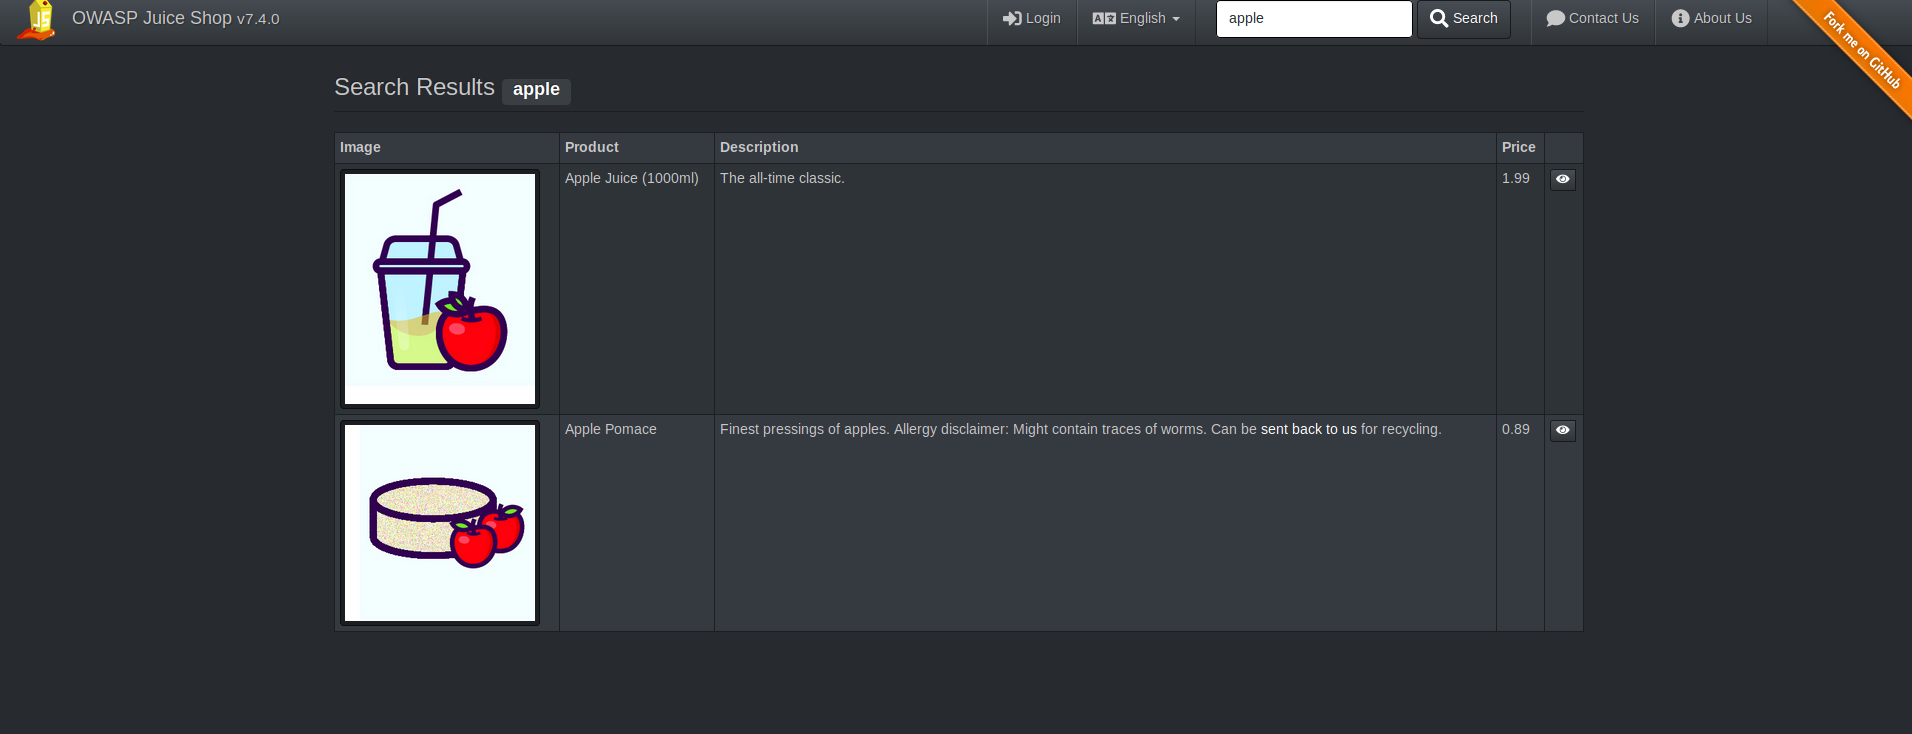 JS
OWASP Juice Shop v7.4.0
Login
English
apple
Search
Contact Us
About Us
Fork me on GitHub
Search Results apple
Image Product Description Price
Apple Juice (1000ml) The all-time classic. 1.99
Apple Pomace Finest pressings of apples. Allergy disclaimer: Might contain traces of worms. Can be sent back to us for recycling. 0.89